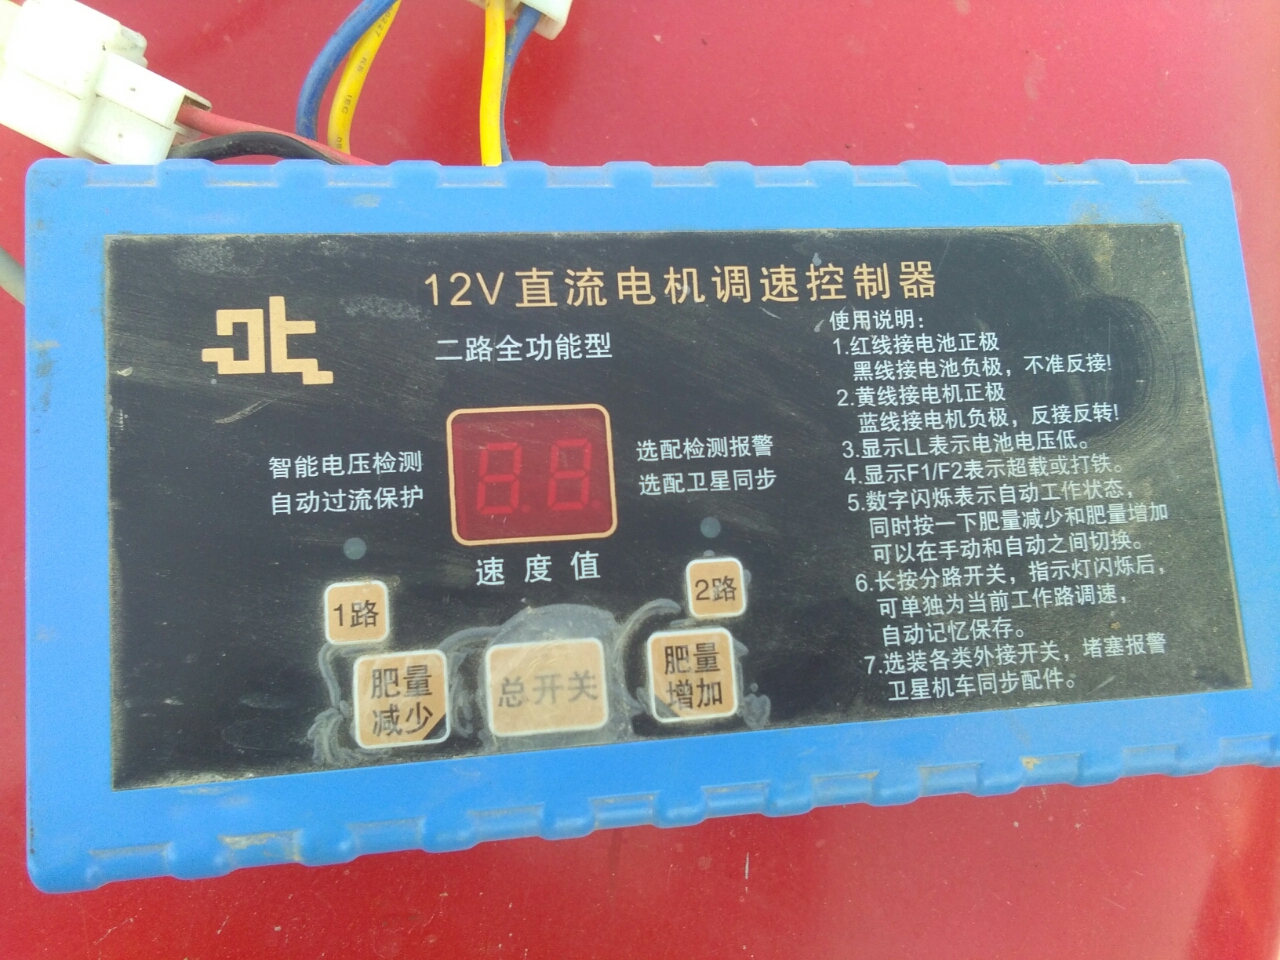 12V直流电机调速控制器
二路全功能型
智能电压检测
自动过流保护
8.8.
选配检测报警
选配卫星同步
速度值
1路
2路
肥量
减少
总开关
肥量
增加
使用说明:
1.红线接电池正极
黑线接电池负极，不准反接!
2.黄线接电机正极
蓝线接电机负极，反接反转!
3.显示LL表示电池电压低。
4.显示F1/F2表示超载或打铁。
5.数字闪烁表示自动工作状态，
同时按一下肥量减少和肥量增加
可以在手动和自动之间切换。
6.长按分路开关，指示灯闪烁后，
可单独为当前工作路调速，
自动记忆保存。
7.选装各类外接开关，堵塞报警
卫星机车同步配件。